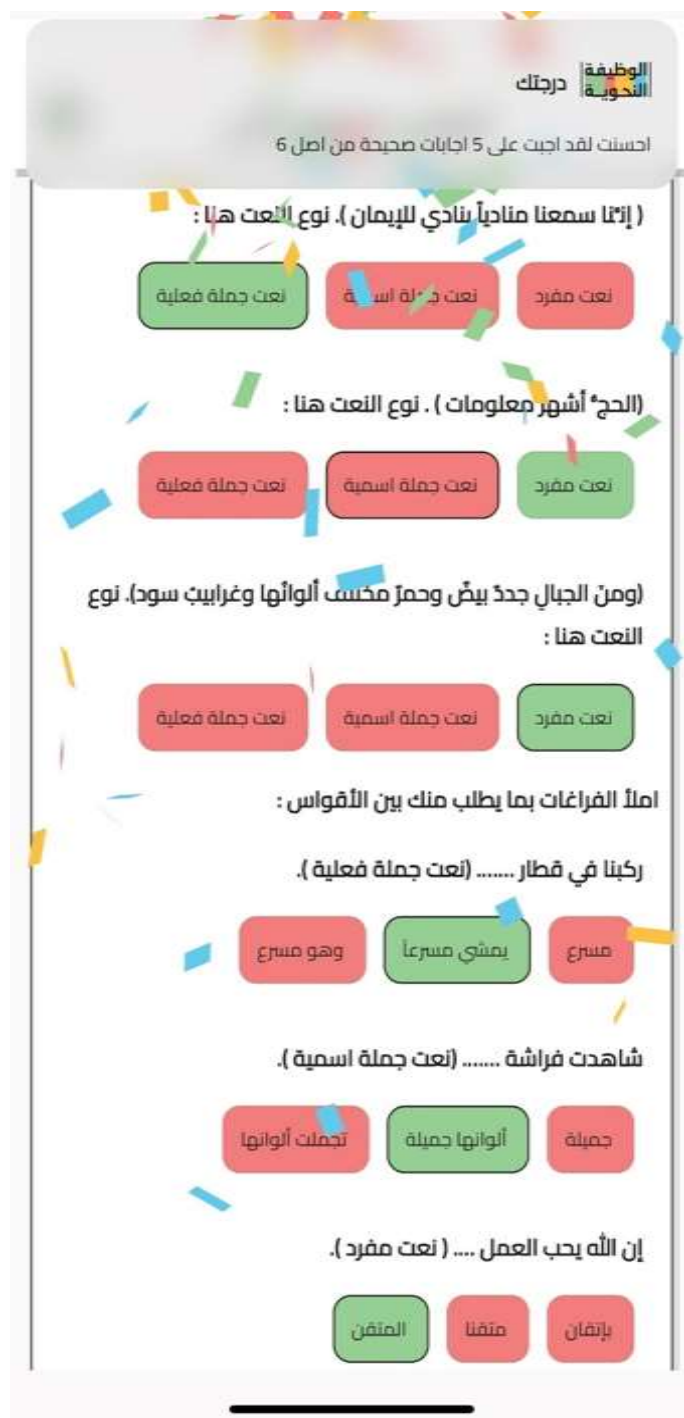 الوظيفة
النحوية
درجتك
احسنت لقد اجبت على 5 اجابات صحيحة من اصل 6
( إنّنا سمعنا منادياً ينادي للإيمان ). نوع النعت هنا :
نعت مفرد
نعت جملة اسمية
نعت جملة فعلية
(الحجّ أشهر معلومات ) . نوع النعت هنا :
نعت مفرد
نعت جملة اسمية
نعت جملة فعلية
(ومنَ الجبالِ جددٌ بيضٌ وحمرٌ مختلف ألوانُها وغرابيبُ سود). نوع
النعت هنا :
نعت مفرد
نعت جملة اسمية
نعت جملة فعلية
املأ الفراغات بما يطلب منك بين الأقواس :
ركبنا في قطار ....... (نعت جملة فعلية ).
مسرع
يمشي مسرعاً
وهو مسرع
شاهدت فراشة ....... (نعت جملة اسمية ).
جميلة
ألوانها جميلة
تجملت ألوانها
إن الله يحب العمل .... ( نعت مفرد ).
بإتقان
متقنا
المتقن